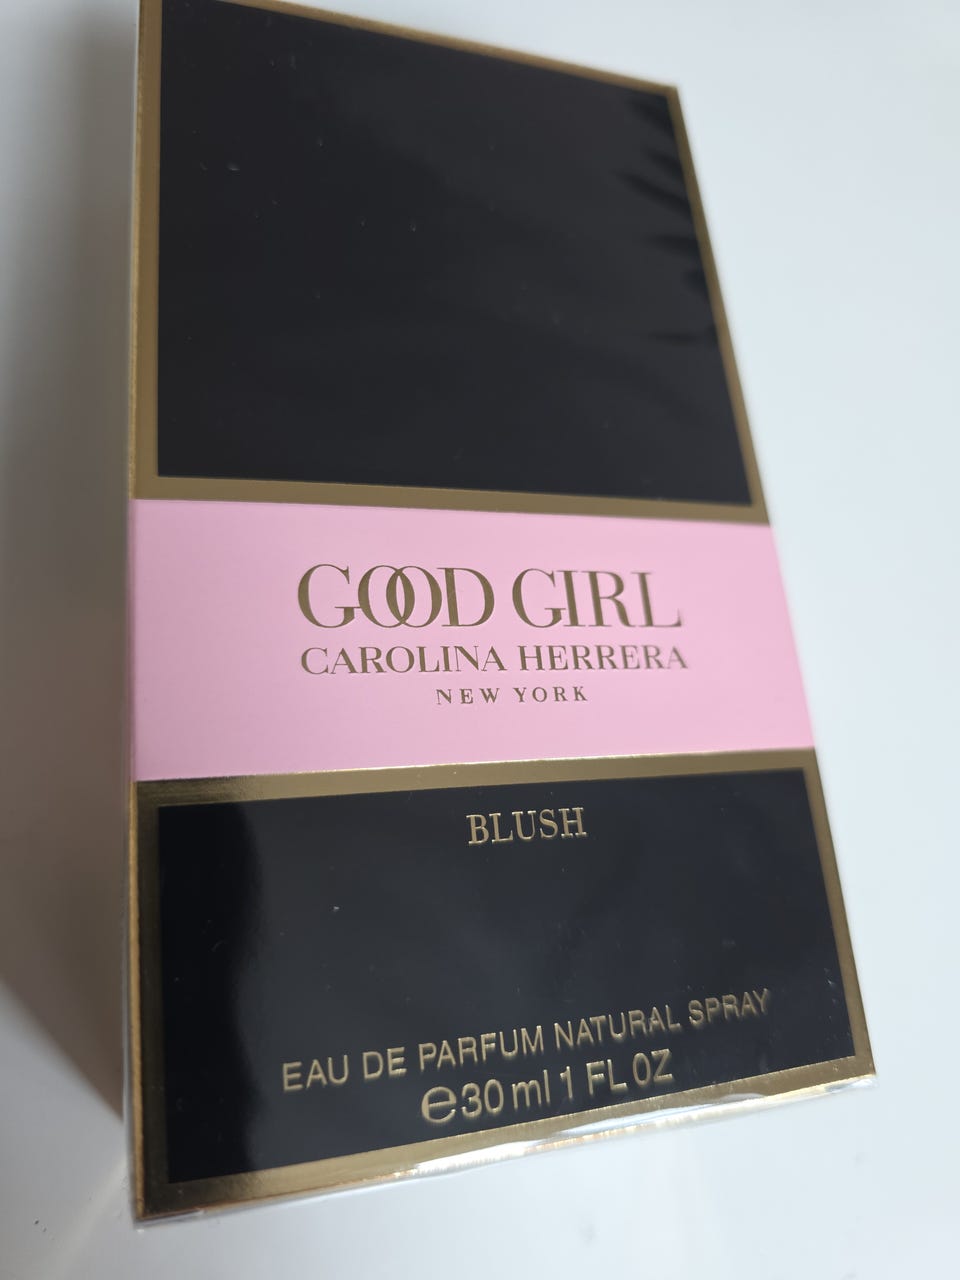 GOOD GIRL
CAROLINA HERRERA
NEW YORK
BLUSH
EAU DE PARFUM NATURAL SPRAY
℮30 ml 1 FL OZ